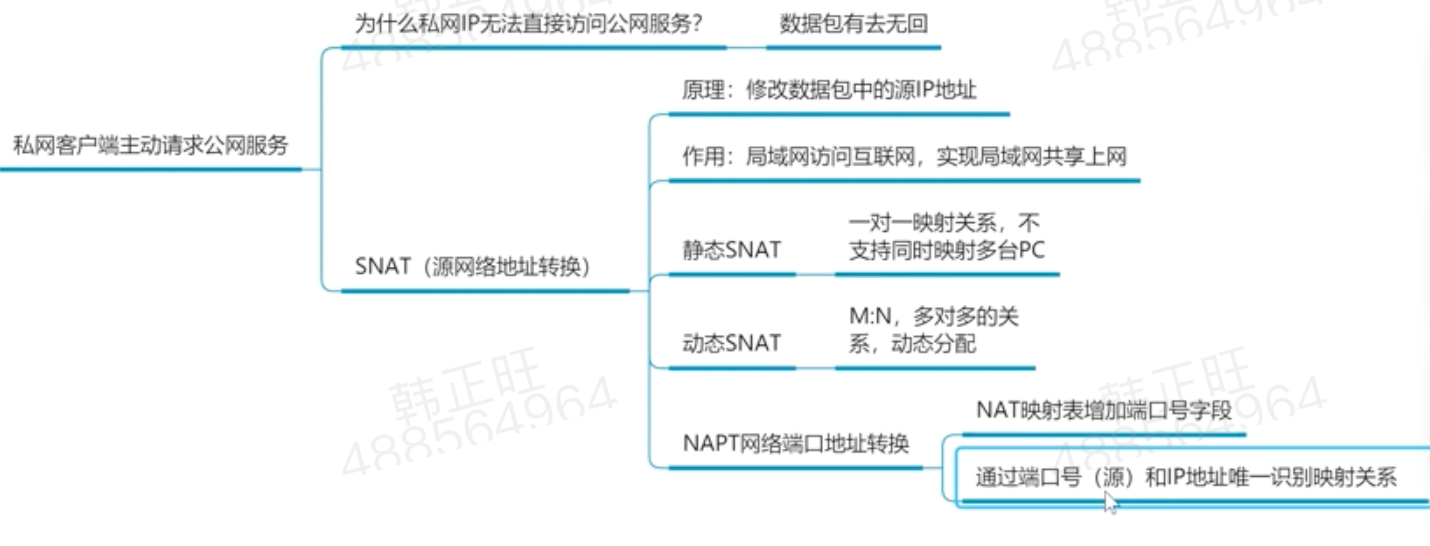 为什么私网IP无法直接访问公网服务？
数据包有去无回
原理：修改数据包中的源IP地址
私网客户端主动请求公网服务
作用：局域网访问互联网，实现局域网共享上网
一对一映射关系，不
支持同时映射多台PC
静态SNAT
SNAT（源网络地址转换）
M:N，多对多的关
系，动态分配
动态SNAT
韩正旺
488564964
韩正旺
488564964
NAT映射表增加端口号字段
NAPT网络端口地址转换
通过端口号（源）和IP地址唯一识别映射关系
488564964
488564964